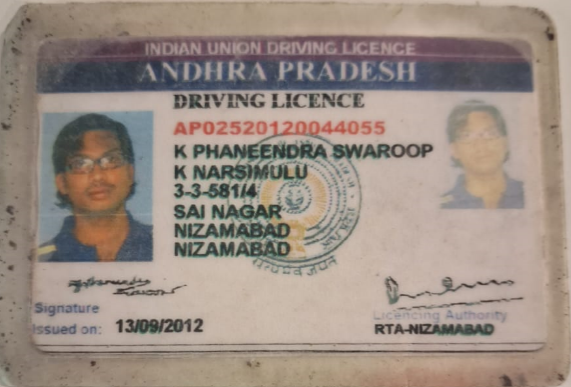 INDIAN UNION DRIVING LICENCE
ANDHRA PRADESH
DRIVING LICENCE
AP02520120044055
K PHANEENDRA SWAROOP
K NARSIMULU
3-3-581/4
SAI NAGAR
NIZAMABAD
NIZAMABAD
Signature
Issued on: 13/09/2012
Licencing Authority
RTA-NIZAMABAD